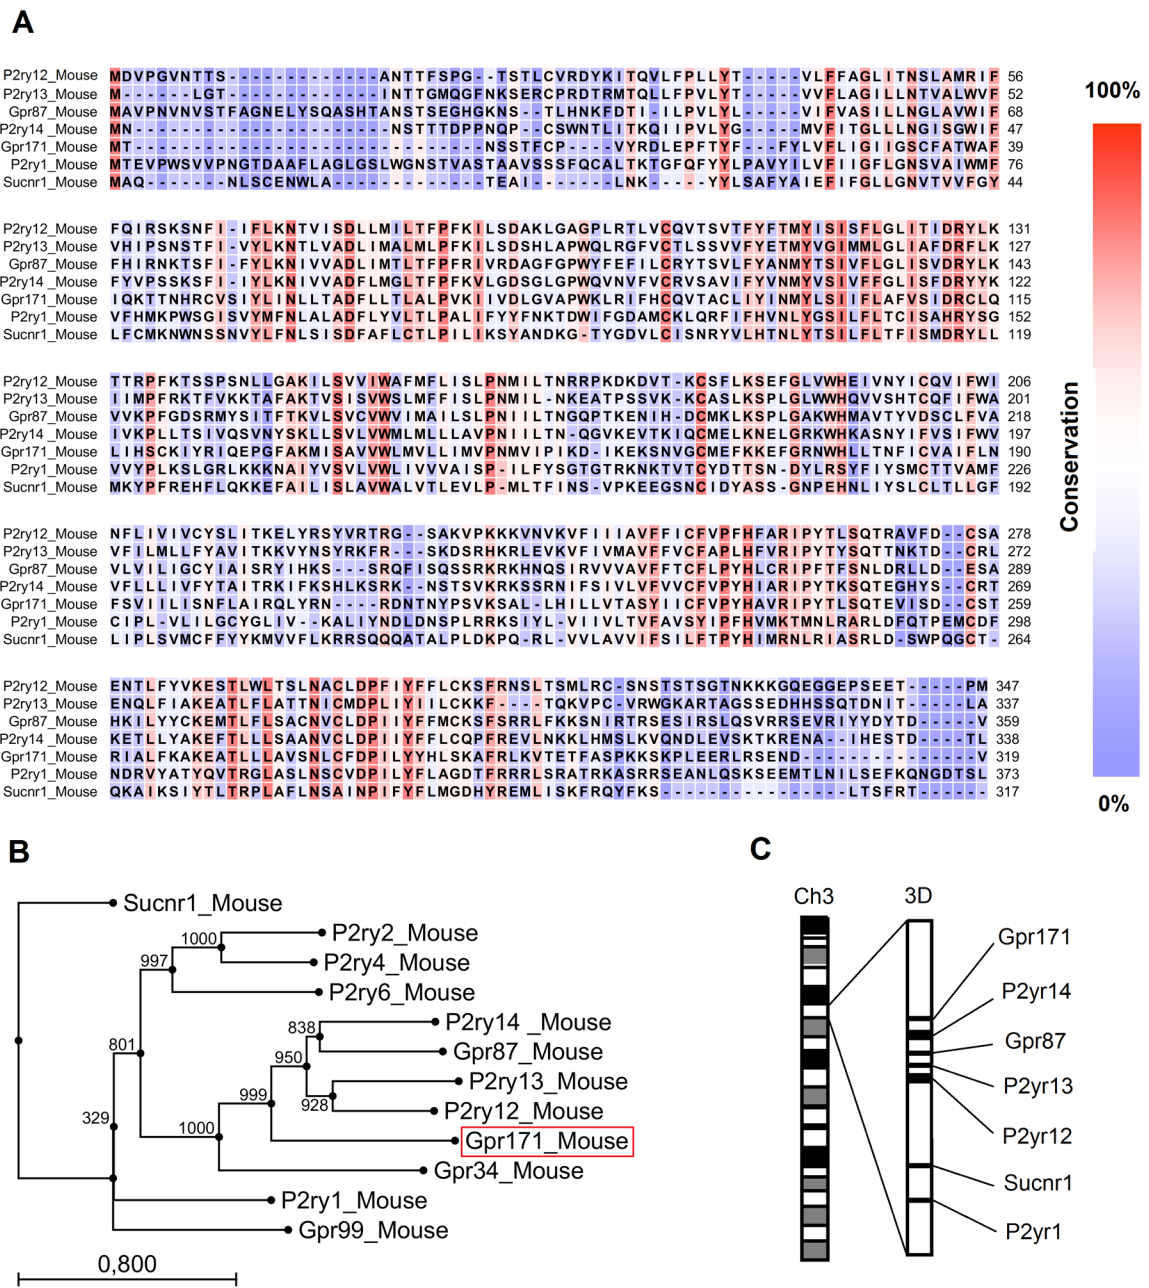 A
P2ry12_Mouse MDVPGVNTTS-------------ANTTFSPG--TSTLCVRDYKITQVLFPLLYT-----VLFFAGLITNSLAMRIF 56
P2ry13_Mouse M------LGT-------------INTTGMQGFNKSERCPRDTRMTQLLFPVLYT-----VVFLAGILLNTLALWVF 52
Gpr87_Mouse MAVPNVNVSTFAGNELYSQASHTANSTSEGHGKNS--TLHNKFDTI-ILPVLYL-----VIFVASILLNGLAVWIF 68
P2ry14_Mouse MN----------------------NSTTTDPPNQP--CSWNTLITKQIIPVLYG-----MVFITGLLLNGISGWIF 47
Gpr171_Mouse MT------------------------------NSSTFCP---VYRDLEPFTYF---FYLVFLIGIIGSCFATWAF 39
P2ry1_Mouse MTEVPWSVVPNGTDAAFLAGLGSLWGNSTVASTAAVSSSFQCALTKTGFQFYYLPAVYILVFIIGFLGNSVAIWMF 76
Sucnr1_Mouse MAQ-------NLSCENWLA-------------TEAI------LNK-----YYLSAFYAIEFIFGLLGNVTVVFGY 44
P2ry12_Mouse FQIRSKSNFI-IFLKNTVISDLLMILTFPFKILSDAKLGAGPLRTLVCQVTSVTFYFTMYISISFLGLITIDRYLK 131
P2ry13_Mouse VHIPSNSTFI-VYLKNTLVADLIMALMLPFKILSDSHLAPWQLRGFVCTFSSVVFYETMYVGIMMLGLIAFDRFLK 127
Gpr87_Mouse FHIRNKTSFI-FYLKNIVVADLIMTLTFPFRIVRDAGFGPWYFEFILCRYTSVLFYANMYTSIVFLGLISVDRYLK 143
P2ry14_Mouse FYVPSSKSFI-IYLKNIVVADFLMGLTFPFKVLGDSGLGPWQVNVFVCRVSAVIFYVNMYVSIVFFGLISFDRYYK 122
Gpr171_Mouse IQKTTNHRCVSIYLINLLTADFLLTLALPVKIIVDLGVAPWKLRIFHCQVTACLIYINMYLSIIFLAFVSIDRCLQ 115
P2ry1_Mouse VFHMKPWSGISVYMFNLALADFLYVLTLPALIFYYFNKTDWIFGDAMCKLQRFIFHVNLYGSILFLTCISAHRYSG 152
Sucnr1_Mouse LFCMKNWNSSNVYLFNLSISDFAFLCTLPILIKSYANDKG-TYGDVLCISNRYVLHTNLYTSILFLTFISMDRYLL 119
P2ry12_Mouse TTRPFKTSSPSNLLGAKILSVVIWAFMFLISLPNMILTNRRPKDKDVT-KCSFLKSEFGLVWHEIVNYICQVIFWI 206
P2ry13_Mouse IIMPFRKTFVKKTAFAKTVSISVWSLMFFISLPNMIL-NKEATPSSVK-KCASLKSPLGLWWHQVVSHTCQFIFWA 201
Gpr87_Mouse VVKPFGDSRMYSITFTKVLSVCVWVIMAILSLPNIILTNGQPTKENIH-DCMKLKSPLGAKWHMAVTYVDSCLFVA 218
P2ry14_Mouse IVKPLLTSIVQSVNYSKLLSVLVWMLMLLLAVPNIILTN-QGVKEVTKIQCMELKNELGRKWHKASNYIFVSIFWV 197
Gpr171_Mouse LIHSCKIYRIQEPGFAKMISAVVWLMVLLIMVPNMVIPIKD-IKEKSNVGCMEFKKEFGRNWHLLTNFICVAIFLN 190
P2ry1_Mouse VVYPLKSLGRLKKKNAIYVSVLVWLIVVVAISP-ILFYSGTGTRKNKTVTCYDTTSN-DYLRSYFIYSMCTTVAMF 226
Sucnr1_Mouse MKYPFREHFLQKKEFAILISLAVWALVTLEVLP-MLTFINS-VPKEEGSNCIDYASS-GNPEHNLIYSLCLTLLGF 192
P2ry12_Mouse NFLIVIVCYSLITKELYRSYVRTRG--SAKVPKKKVNVKVFIIIAVFFICFVPFHFARIPYTLSQTRAVFD--CSA 278
P2ry13_Mouse VFILMLLFYAVITKKVYNSYRKFR---SKDSRHKRLEVKVFIVMAVFFVCFAPLHFVRIPYTYSQTTNKTD--CRL 272
Gpr87_Mouse VLVILIGCYIAISRYIHKS----SRQFISQSSRKRKHNQSIRVVVAVFFTCFLPYHLCRIPFTFSNLDRLLD--ESA 289
P2ry14_Mouse VFLLLIVFYTAITRKIFKSHLKSRK--NSTSVKRKSSRNIFSIVLVFVVCFVPYHIARIPYTKSQTEGHYS--CRT 269
Gpr171_Mouse FSVIILISNFLAIRQLYRN----RDNTNYPSVKSAL-LHILLVTASYIICFVPYHAVRIPYTLSQTEVISD--CST 259
P2ry1_Mouse CIPL-VLILGCYGLIV--KALIYNDLDNSPLRRKSIYL-VIIVLTVFAVSYIPFHVMKTMNLRARLDFQTPEMCDF 298
Sucnr1_Mouse LIPLSVMCFFYYKMVVFLKRRSQQQATALPLDKPQ-RL-VVLAVVIFSILFTPYHIMRNLRIASRLD-SWPQGCT- 264
P2ry12_Mouse ENTLFYVKESTLWLTSLNACLDPFIYFFLCKSFRNSLTSMLRC-SNSTSTSGTNKKKGQEGGEPSEET-----PM 347
P2ry13_Mouse ENQLFIAKEATLFLATTNICMDPLIYIILCKKF---TQKVPC-VRWGKARTAGSSEDHHSSQTDNIT------LA 337
Gpr87_Mouse HKILYYCKEMTLFLSACNVCLDPIIYFFMCKSFSRRLFKKSNIRTRSESIRSLQSVRRSEVRIYYDYTD-----V 359
P2ry14_Mouse KETLLYAKEFTLLLSAANVCLDPIIYFFLCQPFREVLNKKLHMSLKVQNDLEVSKTKRENA--IHESTD----TL 338
Gpr171_Mouse RIALFKAKEATLLLAVSNLCFDPILYYHLSKAFRLKVTETFASPKKSKPLEERLRSEND---------------V 319
P2ry1_Mouse NDRVYATYQVTRGLASLNSCVDPILYFLAGDTFRRRLSRATRKASRRSEANLQSKSEEMTLNILSEFKQNGDTSL 373
Sucnr1_Mouse QKAIKSIYTLTRPLAFLNSAINPIFYFLMGDHYREMLISKFRQYFKS----------------LTSFRT------ 317
100%
Conservation
0%
B
Sucnr1_Mouse
1000
P2ry2_Mouse
P2ry4_Mouse
997
P2ry6_Mouse
838
P2ry14 _Mouse
801
950
Gpr87_Mouse
P2ry13_Mouse
999
928
P2ry12_Mouse
329
1000
Gpr171_Mouse
Gpr34_Mouse
P2ry1_Mouse
Gpr99_Mouse
0,800
C
Ch3
3D
Gpr171
P2yr14
Gpr87
P2yr13
P2yr12
Sucnr1
P2yr1